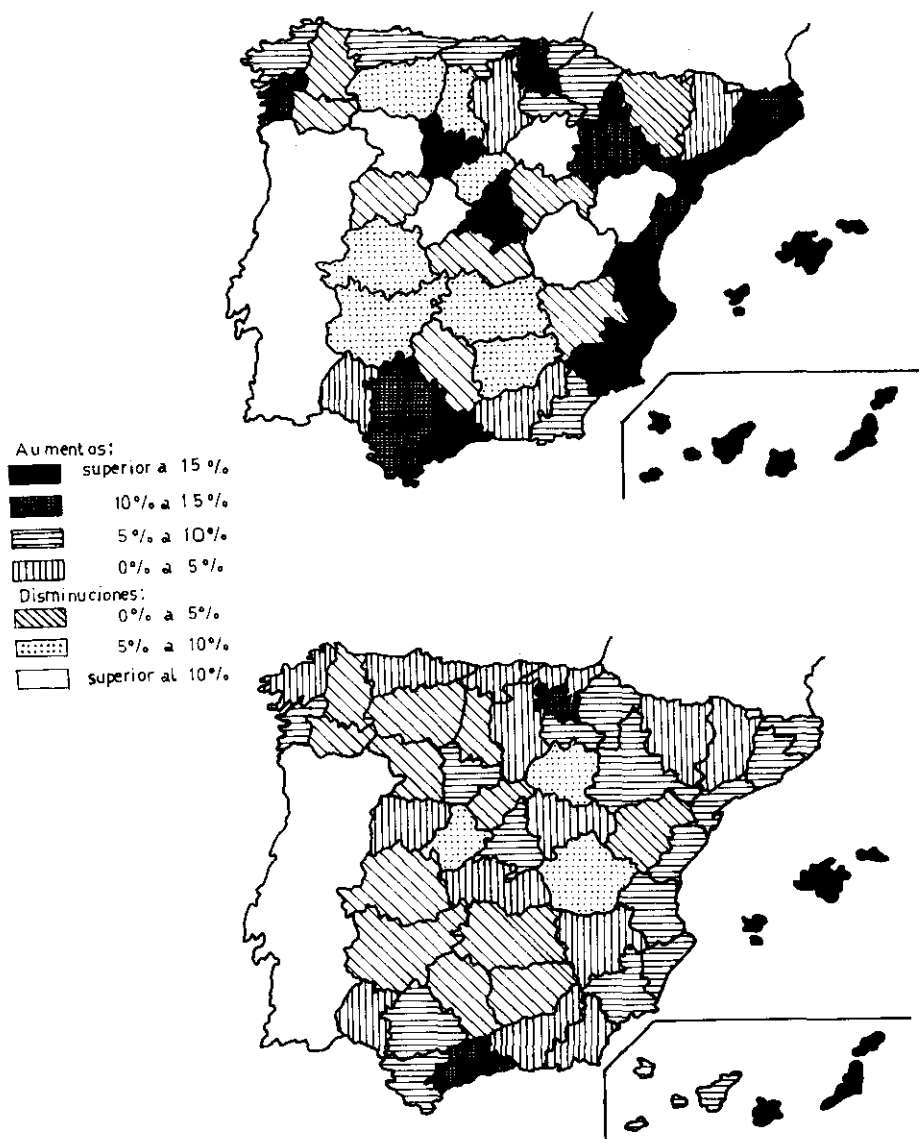 Aumentos:
superior a 15%
10% a 15%
5% a 10%
0% a 5%
Disminuciones:
0% a 5%
5% a 10%
superior al 10%